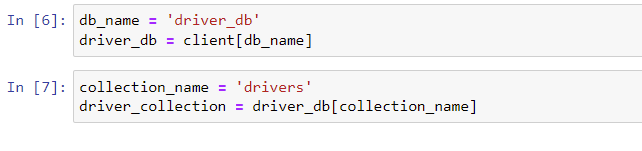 In [6]: db_name = 'driver_db'
driver_db = client[db_name]
In [7]: collection_name = 'drivers'
driver_collection = driver_db[collection_name]